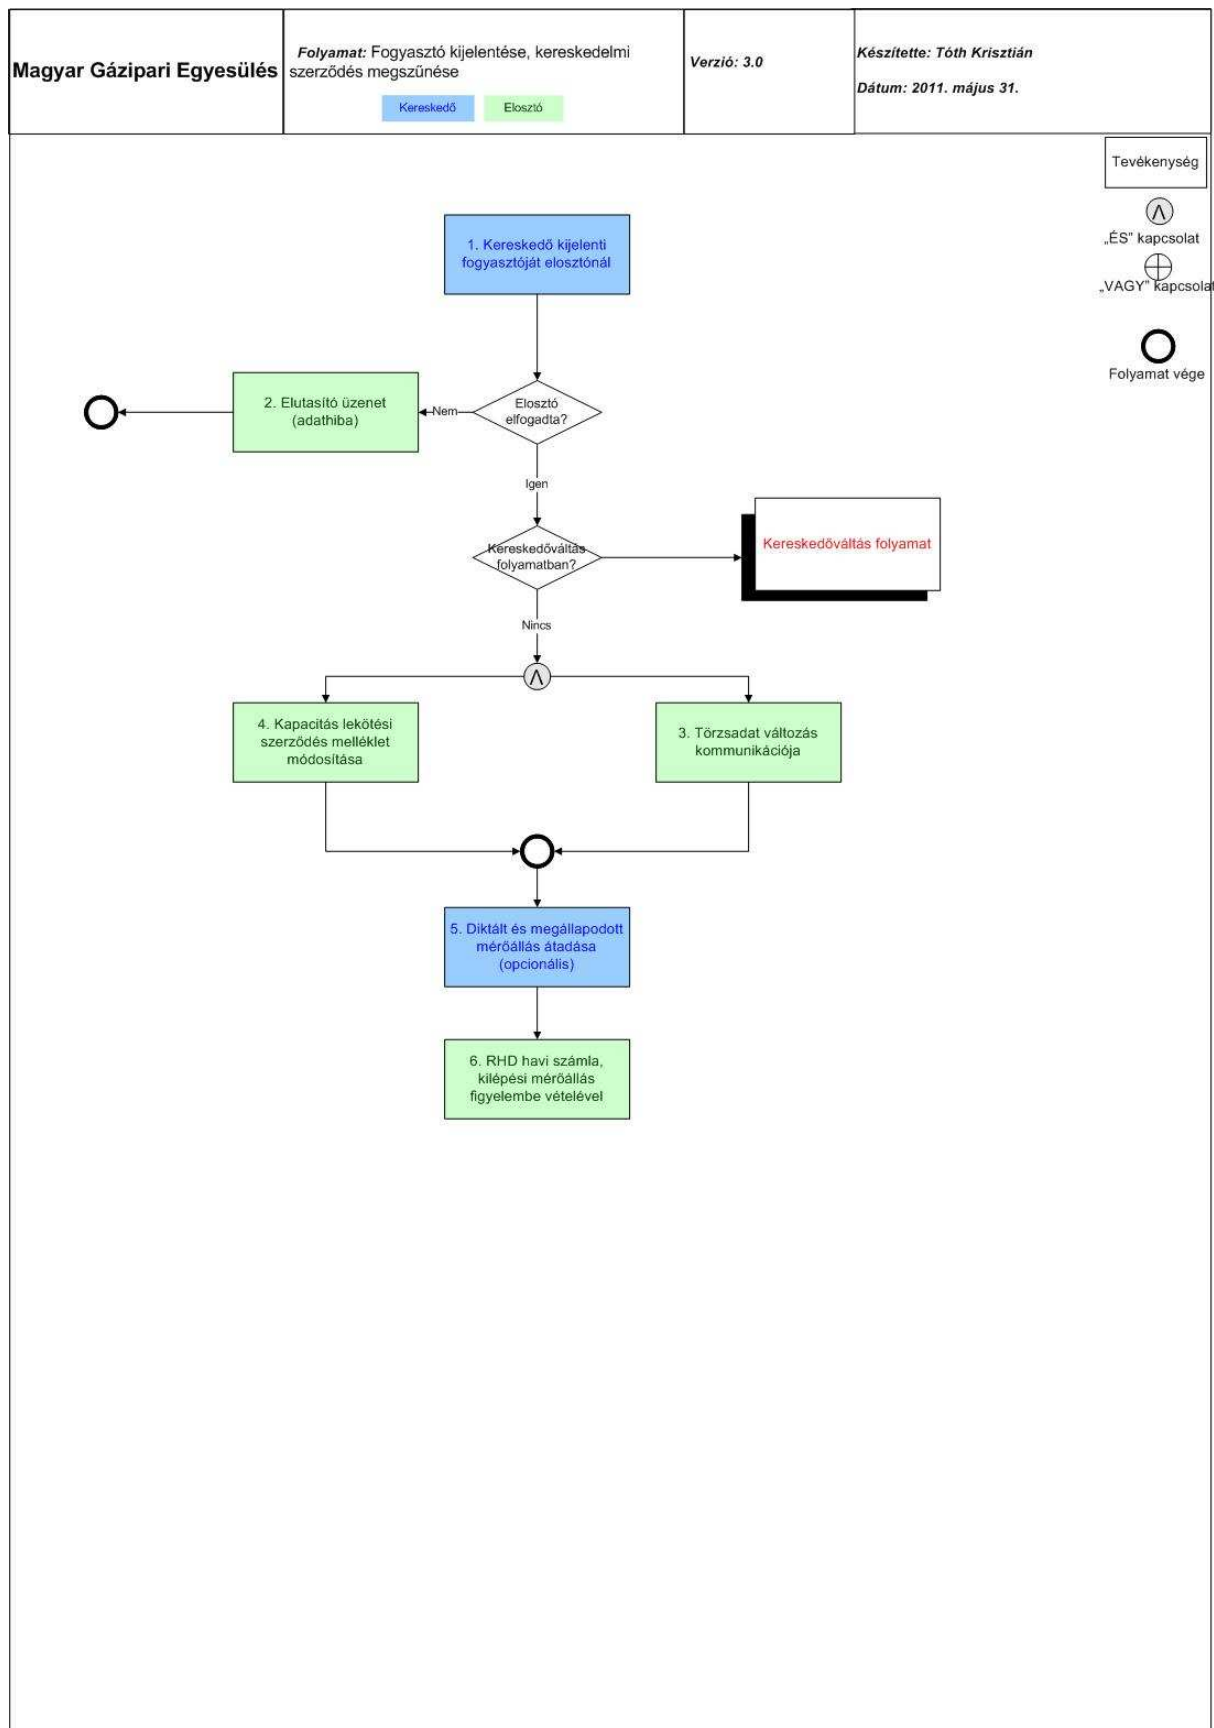 Magyar Gázipari Egyesülés
Folyamat: Fogyasztó kijelentése, kereskedelmi
szerződés megszűnése
Kereskedő
Elosztó
Verzió: 3.0
Készítette: Tóth Krisztián
Dátum: 2011. május 31.
Tevékenység
Λ
„ÉS” kapcsolat
„VAGY” kapcsolat
Folyamat vége
1. Kereskedő kijelenti
fogyasztóját elosztónál
2. Elutasító üzenet
(adathiba)
Nem
Elosztó
elfogadta?
Igen
Kereskedőváltás
folyamatban?
Kereskedőváltás folyamat
Nincs
Λ
4. Kapacitás lekötési
szerződés melléklet
módosítása
3. Törzsadat változás
kommunikációja
5. Diktált és megállapodott
mérőállás átadása
(opcionális)
6. RHD havi számla,
kilépési mérőállás
figyelembe vételével